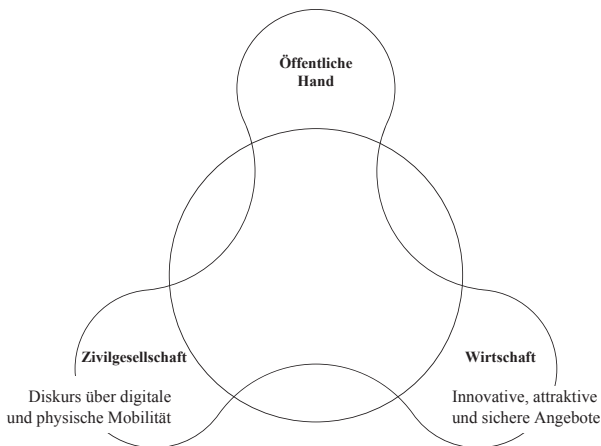 Öffentliche
Hand
Zivilgesellschaft
Diskurs über digitale
und physische Mobilität
Wirtschaft
Innovative, attraktive
und sichere Angebote